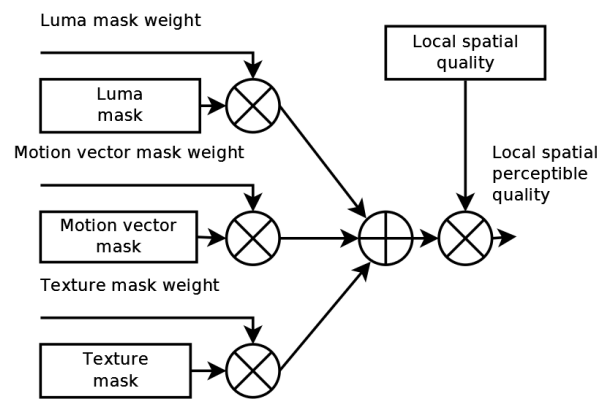 Luma mask weight
Luma
mask
Motion vector mask weight
Motion vector
mask
Texture mask weight
Texture
mask
Local spatial
quality
Local spatial
perceptible
quality